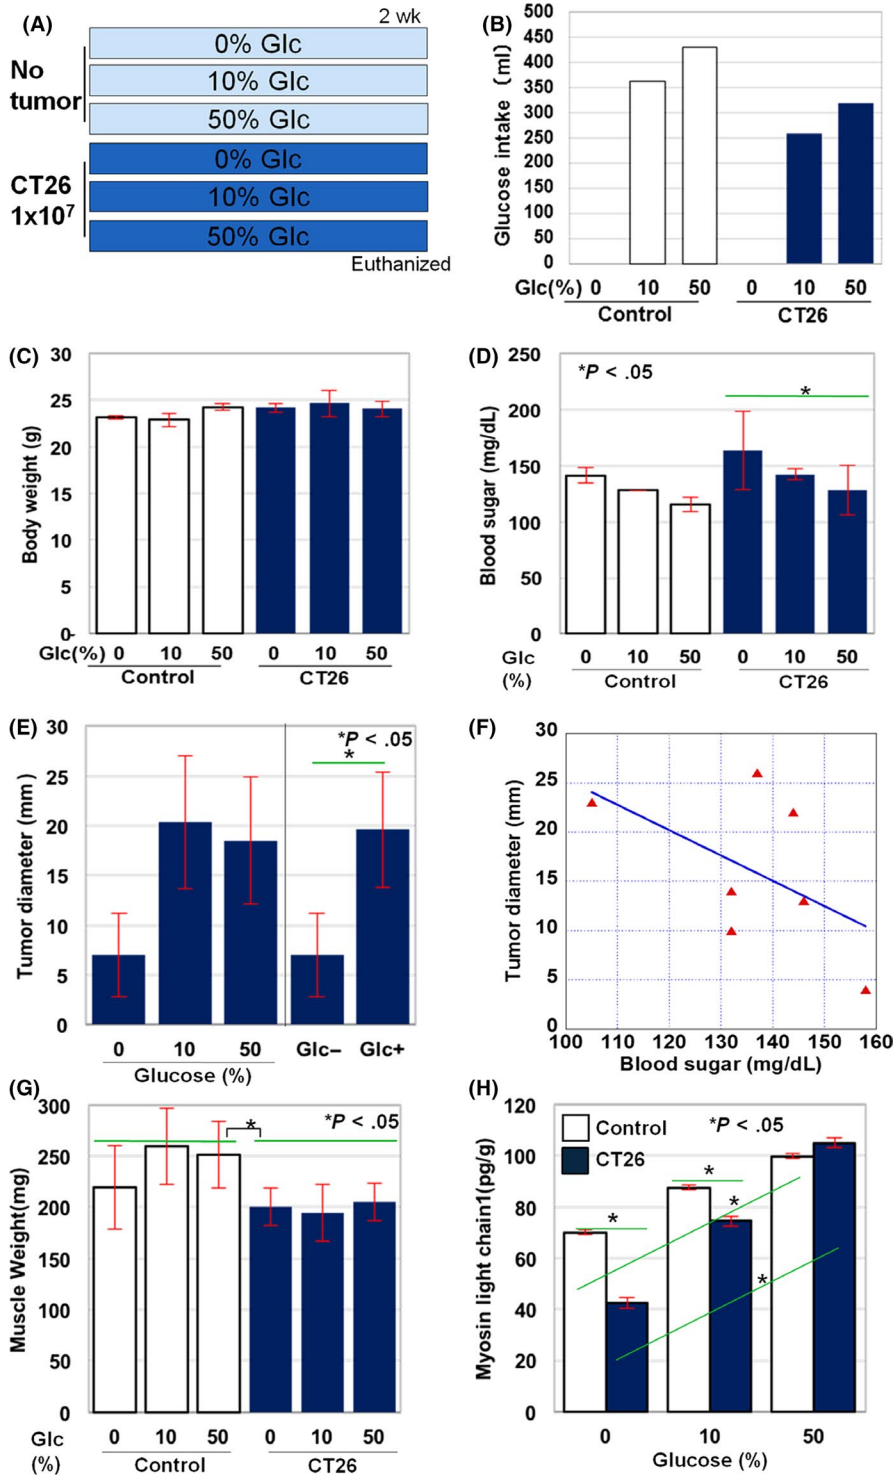 (A)
2 wk
No
tumor
0% Glc
10% Glc
50% Glc
CT26
1x10⁷
0% Glc
10% Glc
50% Glc
Euthanized
(B)
Glucose intake (ml)
500
450
400
350
300
250
200
150
100
50
0
Glc(%) 0 10 50 0 10 50
Control CT26
(C)
Body weight (g)
30
25
20
15
10
5
0-
Glc(%) 0 10 50 0 10 50
Control CT26
(D)
Blood sugar (mg/dL)
250
200
150
100
50
0
*P < .05
*
Glc 0 10 50 0 10 50
(%) Control CT26
(E)
Tumor diameter (mm)
30
25
20
15
10
5
0
*P < .05
*
0 10 50 Glc– Glc+
Glucose (%)
(F)
Tumor diameter (mm)
30
25
20
15
10
5
0
100 110 120 130 140 150 160
Blood sugar (mg/dL)
(G)
Muscle Weight(mg)
300
250
200
150
100
50
0
*
*P < .05
Glc 0 10 50 0 10 50
(%) Control CT26
(H)
Myosin light chain1(pg/g)
120
100
80
60
40
20
0
Control
CT26
*P < .05
*
*
*
*
0 10 50
Glucose (%)